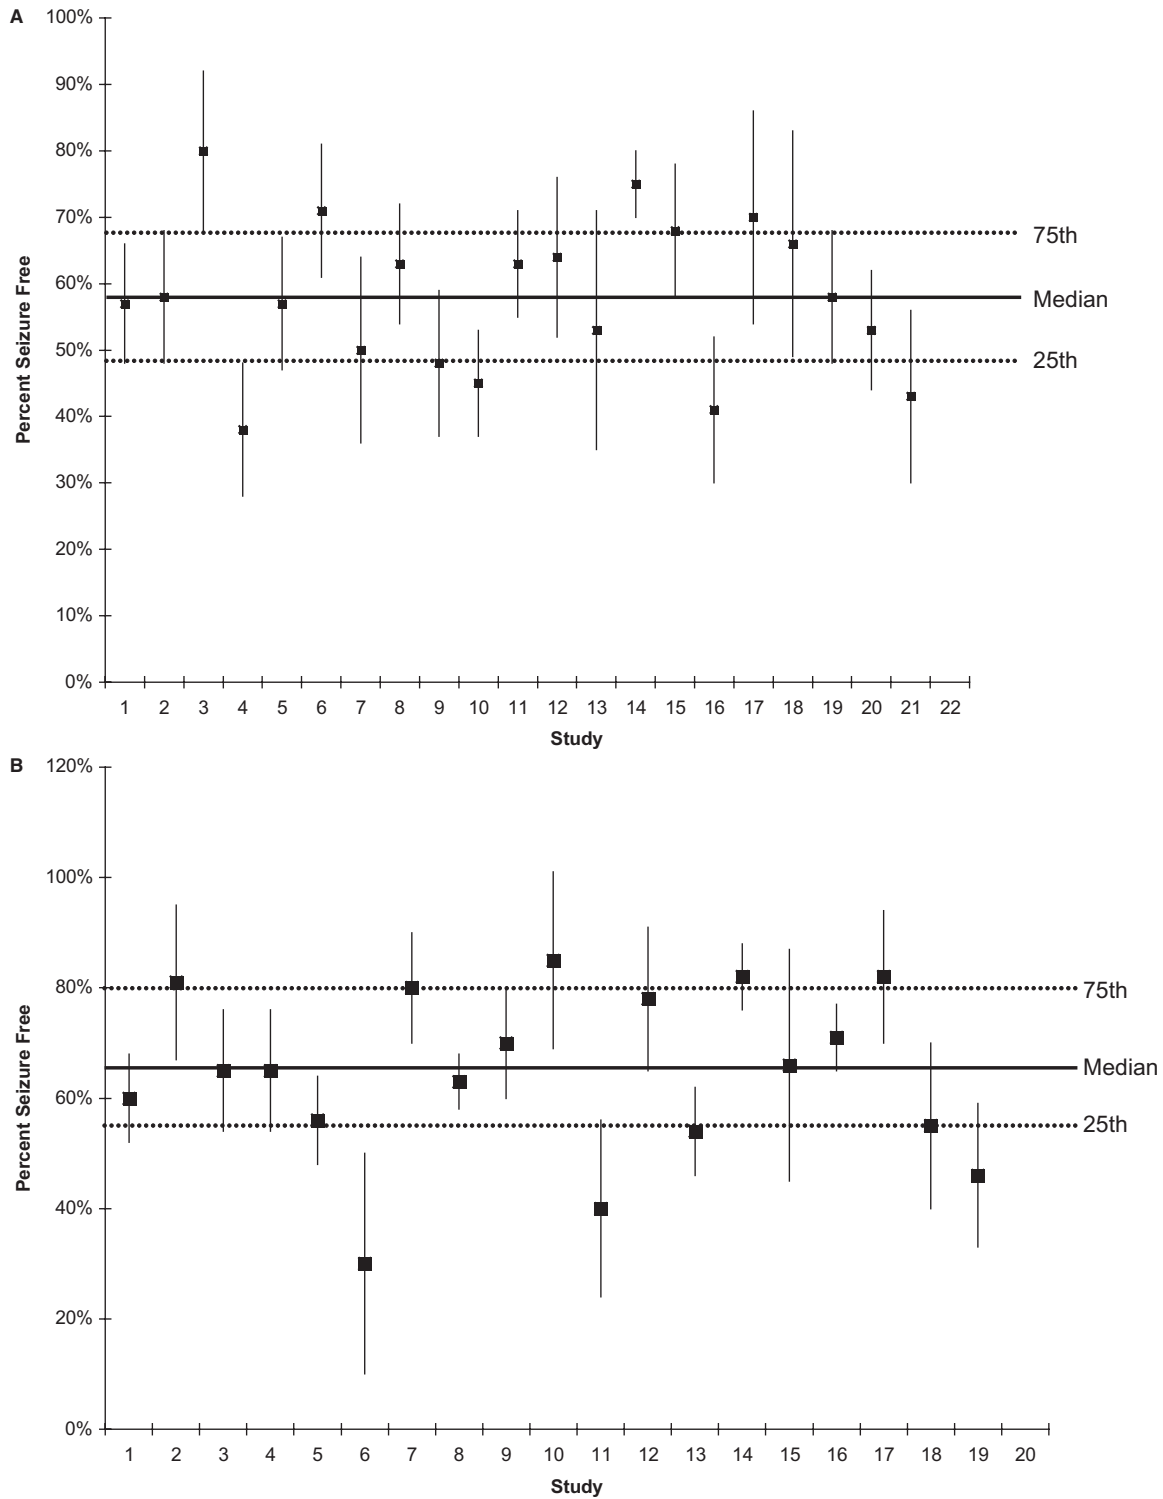 A
100%
90%
80%
70%
60%
50%
40%
30%
20%
10%
0%
Percent Seizure Free
75th
Median
25th
1 2 3 4 5 6 7 8 9 10 11 12 13 14 15 16 17 18 19 20 21 22
Study
B
120%
100%
80%
60%
40%
20%
0%
Percent Seizure Free
75th
Median
25th
1 2 3 4 5 6 7 8 9 10 11 12 13 14 15 16 17 18 19 20
Study